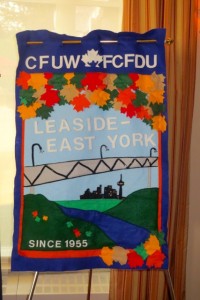 CFUW FCFDU
LEASIDE-
EAST YORK
SINCE 1955